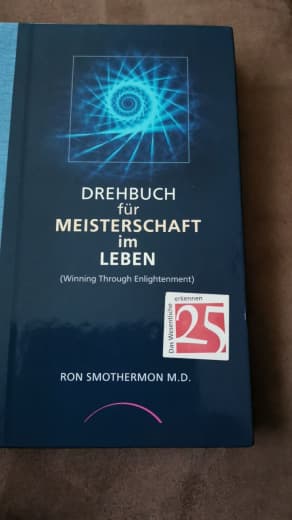 DREHBUCH
für
MEISTERSCHAFT
im
LEBEN
(Winning Through Enlightenment)
erkennen
Das Wesentliche
25
RON SMOTHERMON M.D.